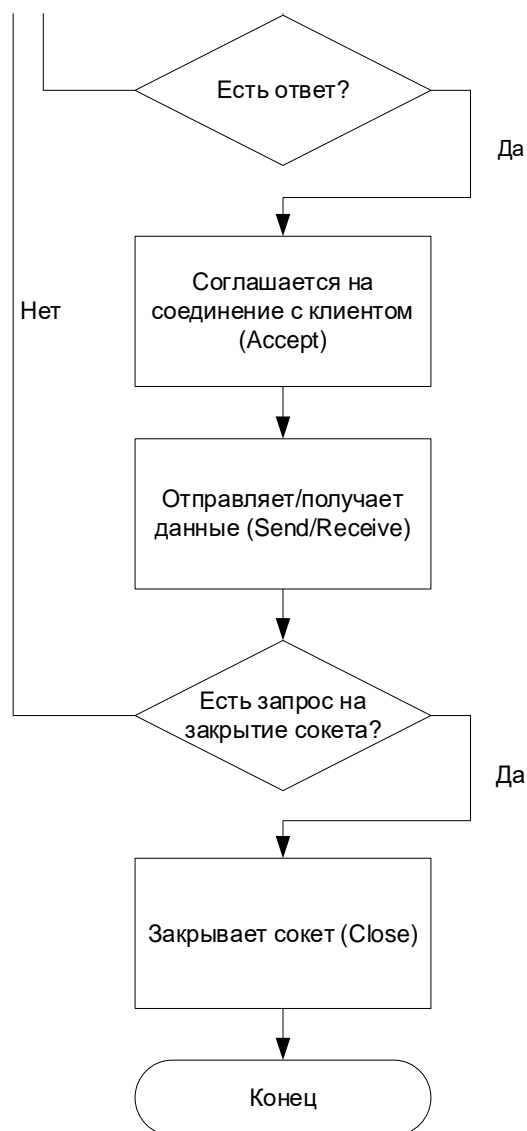 Есть ответ?
Да
Соглашается на
соединение с клиентом
(Accept)
Нет
Отправляет/получает
данные (Send/Receive)
Есть запрос на
закрытие сокета?
Да
Закрывает сокет (Close)
Конец